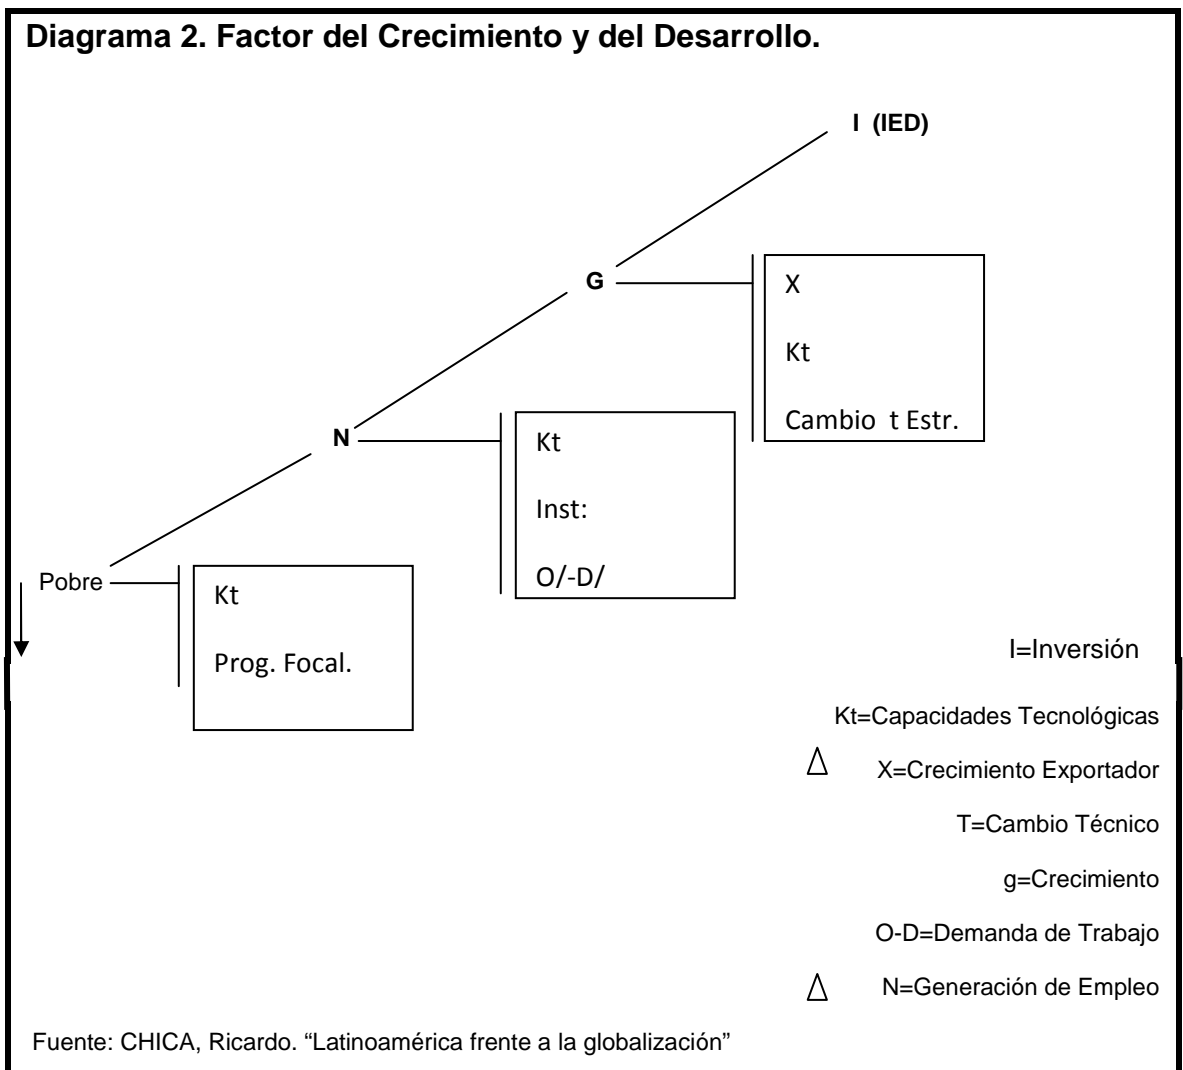 Diagrama 2. Factor del Crecimiento y del Desarrollo.
I (IED)
G
X
Kt
Cambio t Estr.
N
Kt
Inst:
O/-D/
Pobre
Kt
Prog. Focal.
I=Inversión
Kt=Capacidades Tecnológicas
Δ X=Crecimiento Exportador
T=Cambio Técnico
g=Crecimiento
O-D=Demanda de Trabajo
Δ N=Generación de Empleo
Fuente: CHICA, Ricardo. “Latinoamérica frente a la globalización”